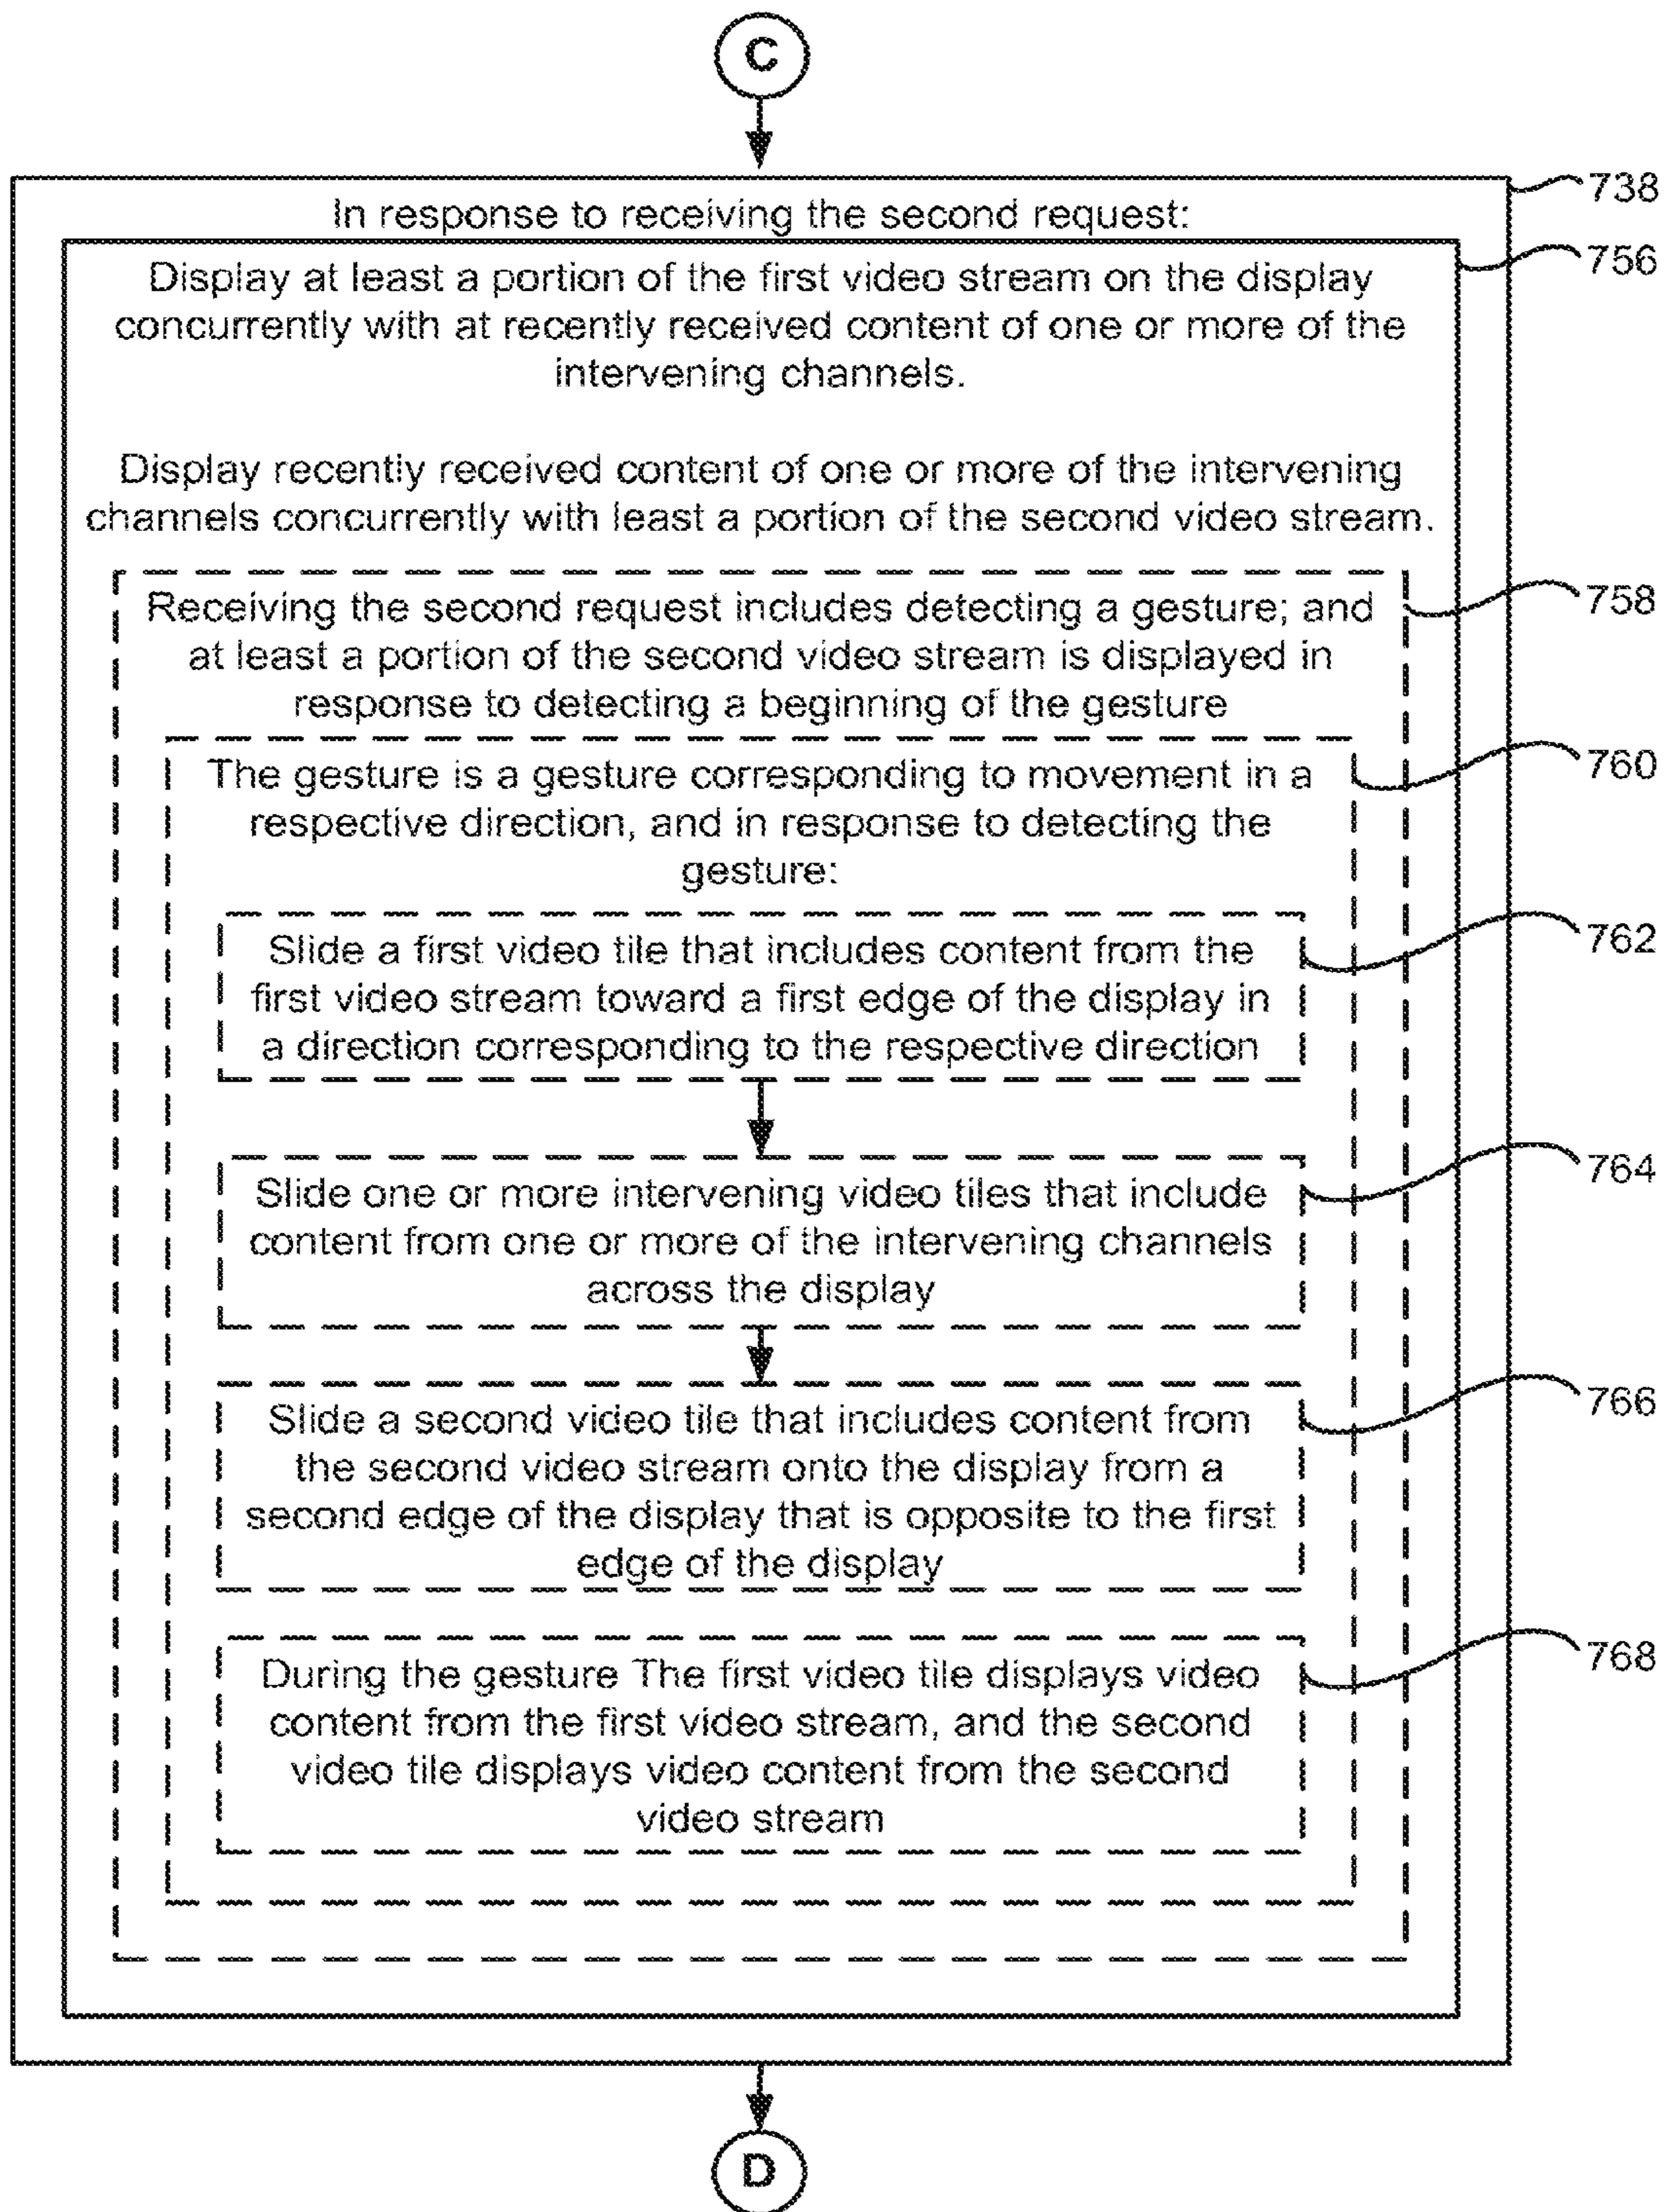 C
738
In response to receiving the second request:
756
Display at least a portion of the first video stream on the display
concurrently with at recently received content of one or more of the
intervening channels.
Display recently received content of one or more of the intervening
channels concurrently with least a portion of the second video stream.
758
Receiving the second request includes detecting a gesture; and
at least a portion of the second video stream is displayed in
response to detecting a beginning of the gesture
760
The gesture is a gesture corresponding to movement in a
respective direction, and in response to detecting the
gesture:
762
Slide a first video tile that includes content from the
first video stream toward a first edge of the display in
a direction corresponding to the respective direction
764
Slide one or more intervening video tiles that include
content from one or more of the intervening channels
across the display
766
Slide a second video tile that includes content from
the second video stream onto the display from a
second edge of the display that is opposite to the first
edge of the display
768
During the gesture The first video tile displays video
content from the first video stream, and the second
video tile displays video content from the second
video stream
D